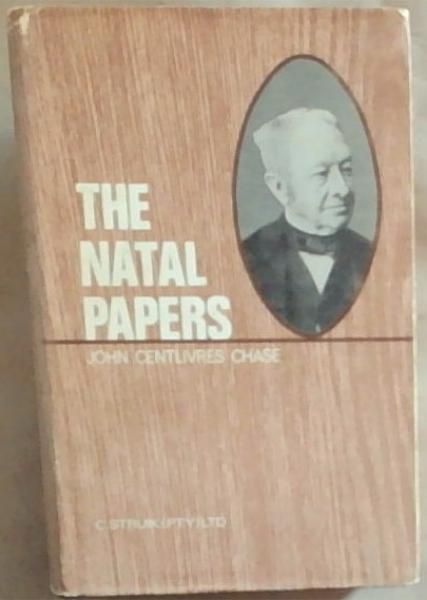 THE
NATAL
PAPERS
JOHN CENTLIVRES CHASE
C. STRUIK (PTY) LTD